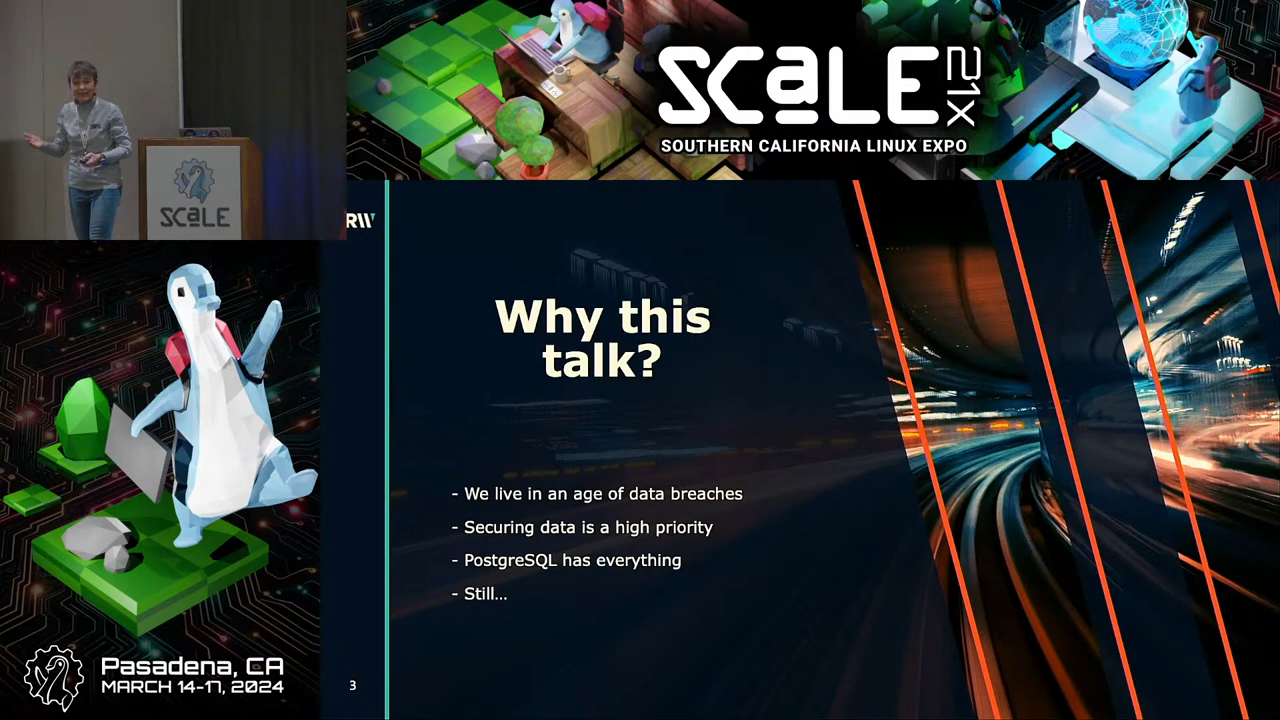 SCaLE
21X
SOUTHERN CALIFORNIA LINUX EXPO
SCaLE
RW
Why this
talk?
- We live in an age of data breaches
- Securing data is a high priority
- PostgreSQL has everything
- Still...
Pasadena, CA
MARCH 14-17, 2024
3